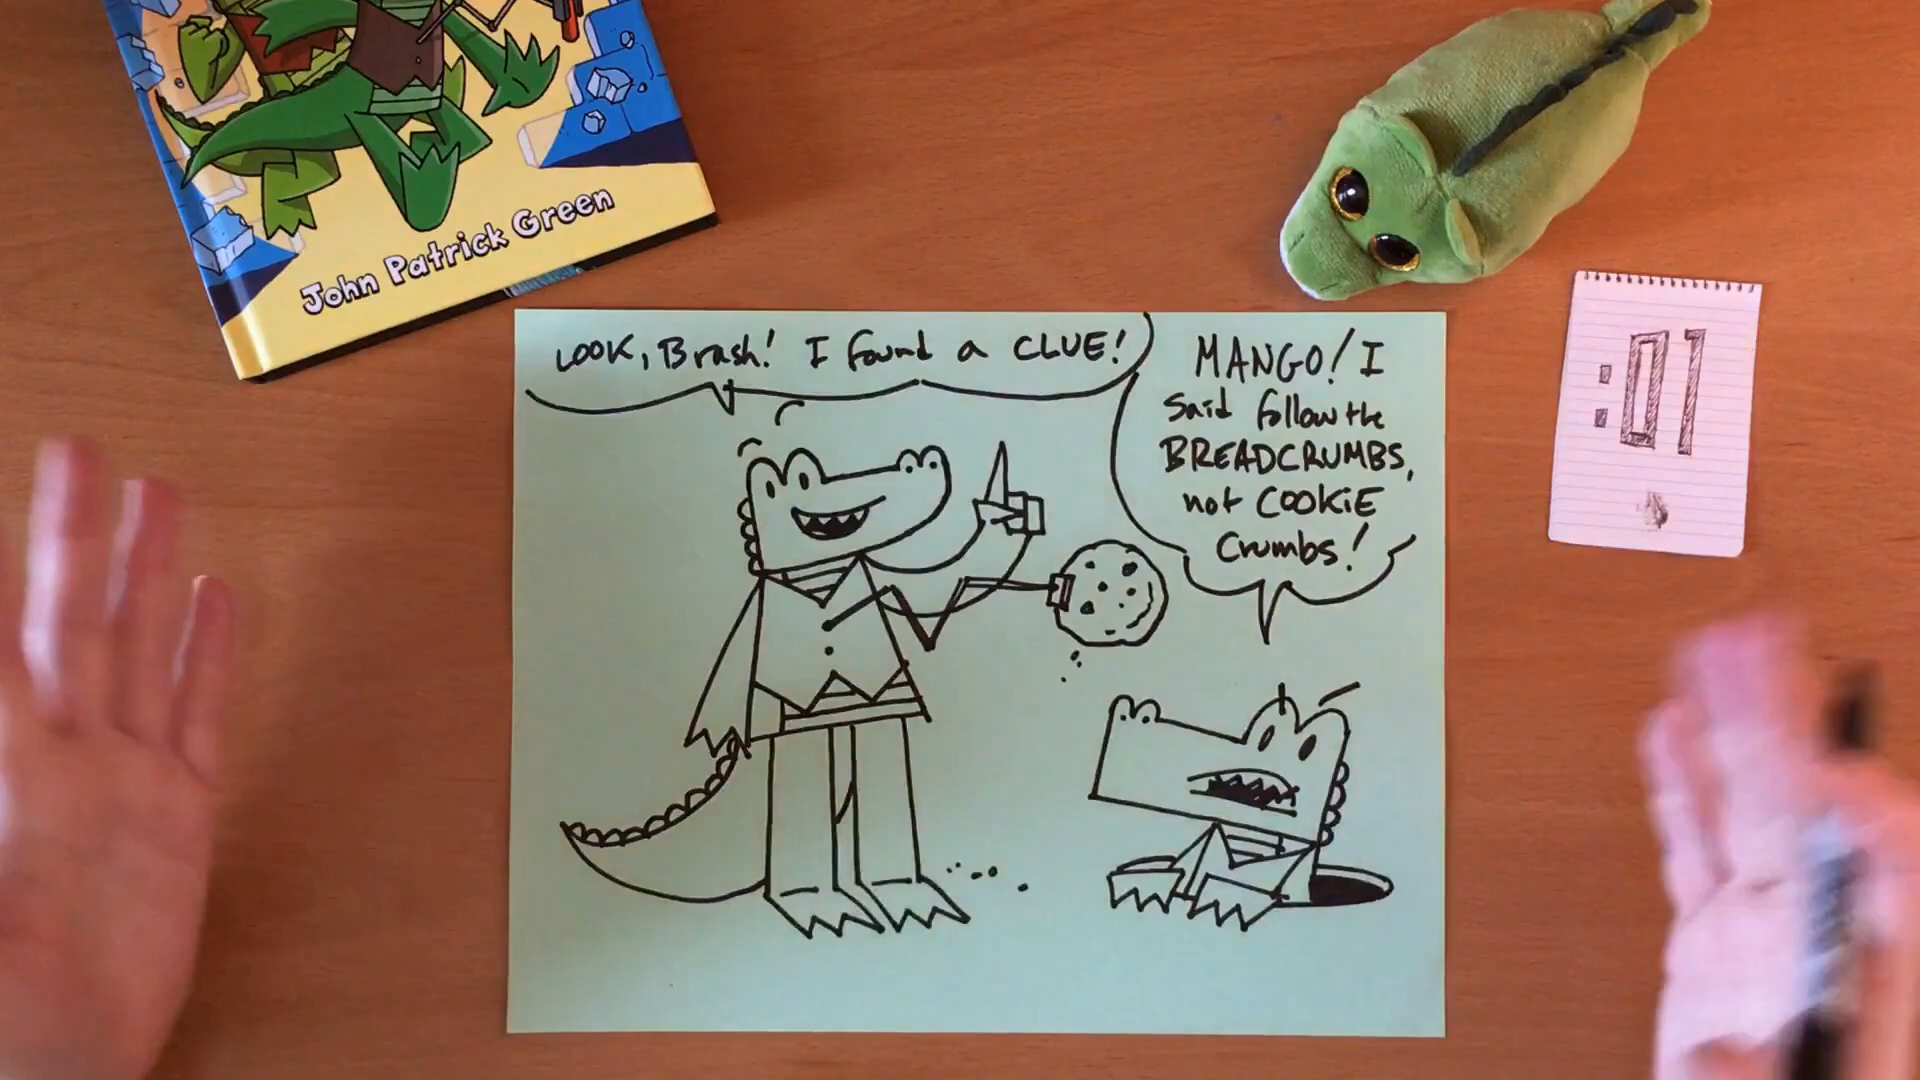 John Patrick Green
LOOK, Brash! I found a CLUE!
MANGO! I
Said follow the
BREADCRUMBS,
not COOKiE
Crumbs!
:01